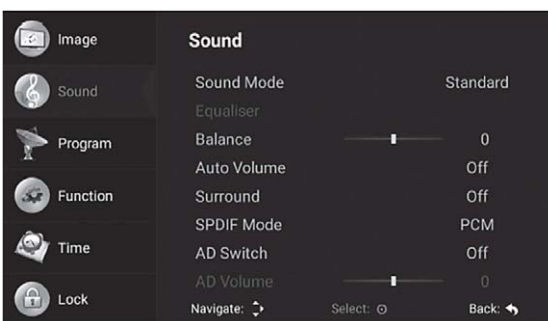 Image
Sound
Program
Function
Time
Lock
Sound
Sound Mode Standard
Equaliser
Balance 0
Auto Volume Off
Surround Off
SPDIF Mode PCM
AD Switch Off
AD Volume 0
Navigate: Select: Back: